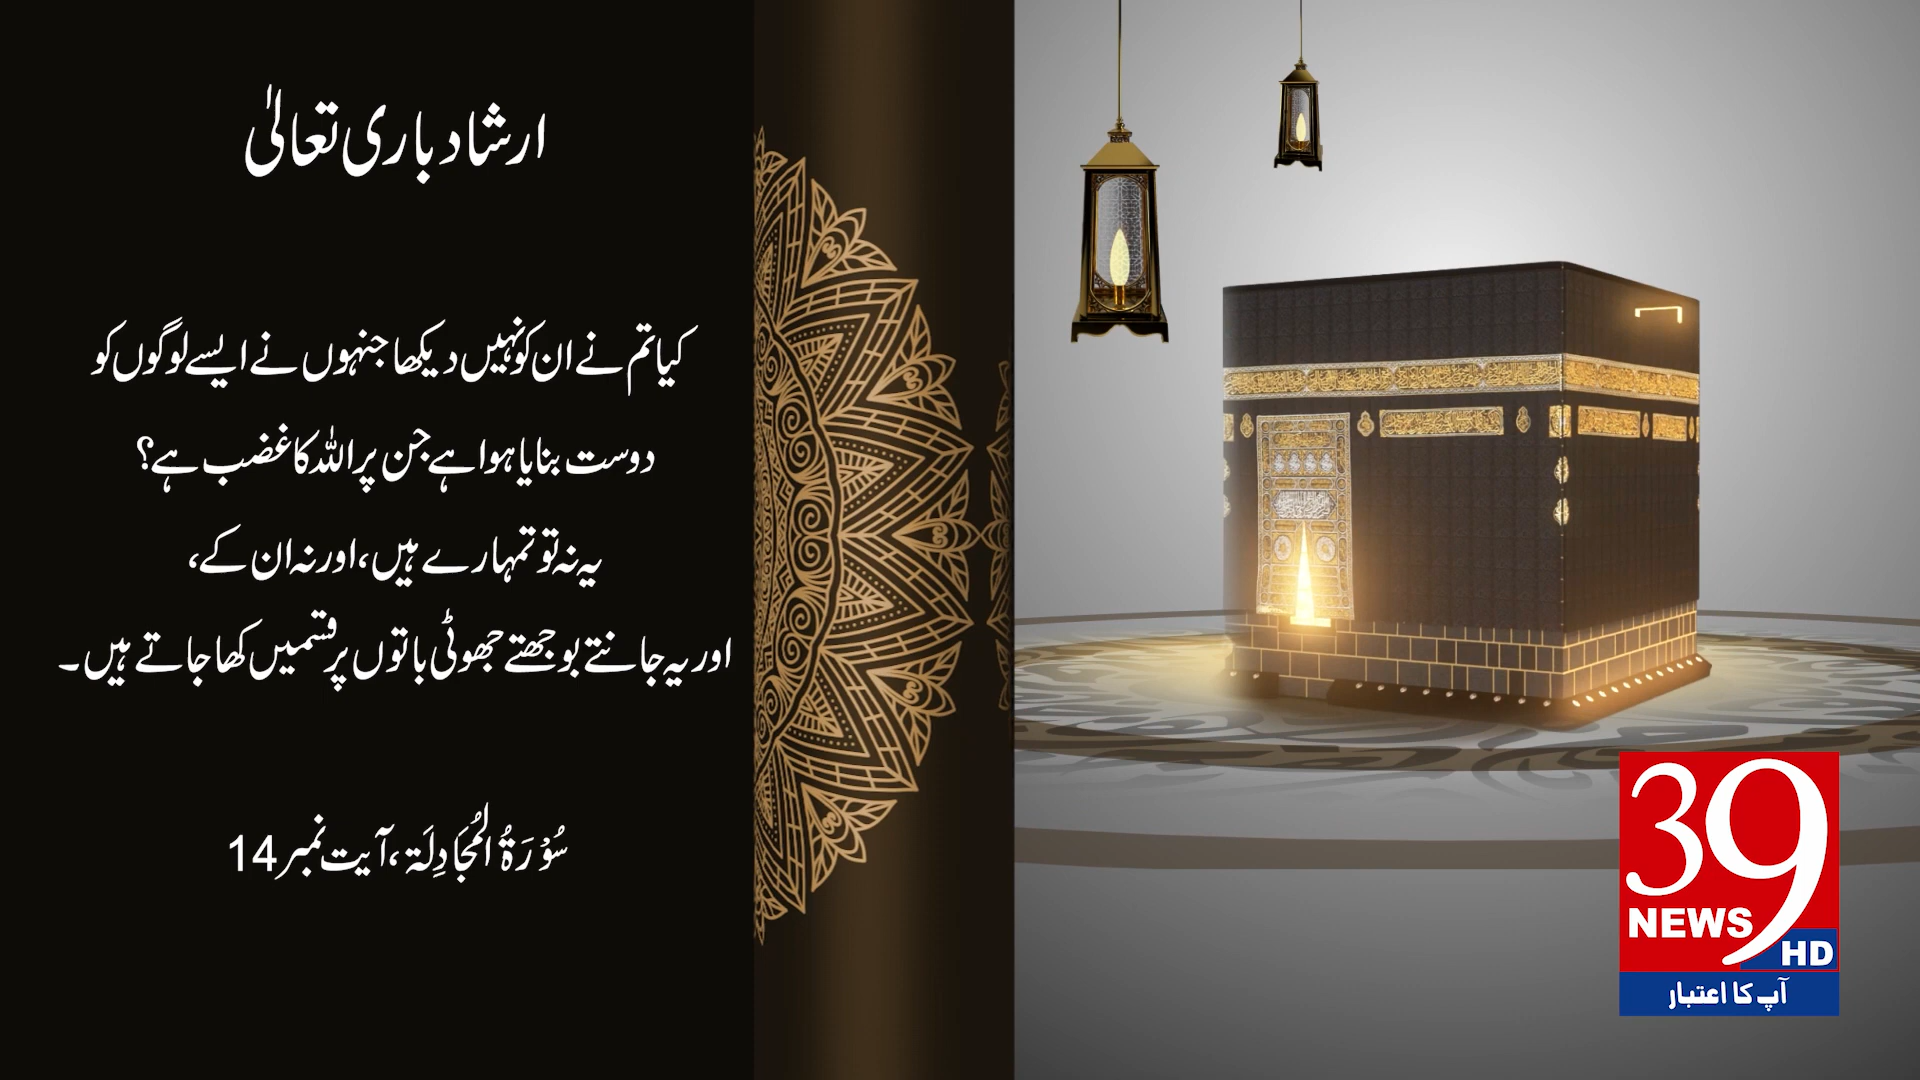 ارشاد باری تعالیٰ
کیا تم نے ان کو نہیں دیکھا جنہوں نے ایسے لوگوں کو
دوست بنایا ہوا ہے جن پر اللہ کا غضب ہے؟
یہ نہ تو تمہارے ہیں، اور نہ ان کے،
اور یہ جانتے بوجھتے جھوٹی باتوں پر قسمیں کھا جاتے ہیں۔
سُوْرَۃُ الْمُجَادِلَۃ، آیت نمبر 14
39
NEWS
HD
آپ کا اعتبار